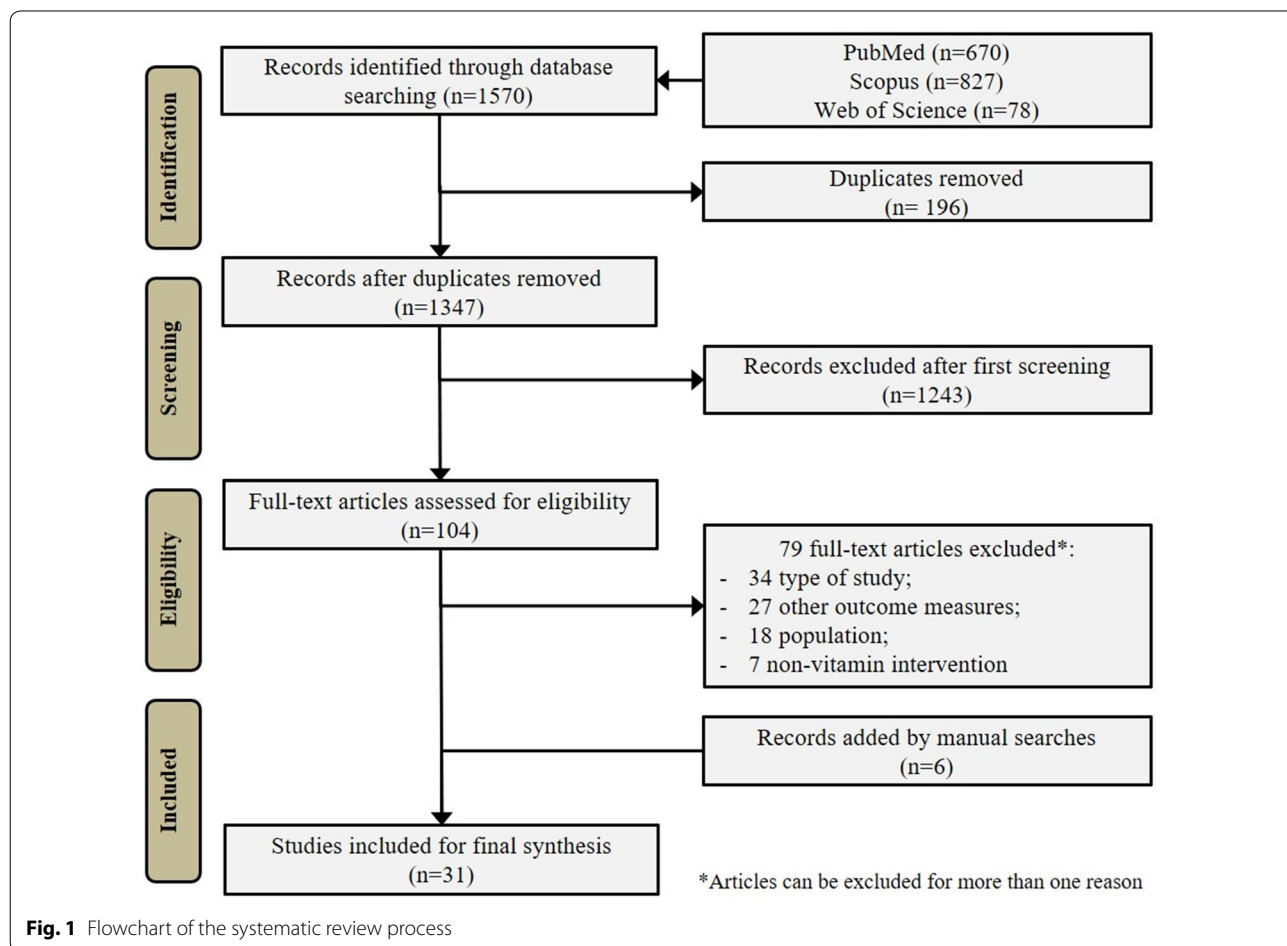 Identification
Records identified through database
searching (n=1570)
PubMed (n=670)
Scopus (n=827)
Web of Science (n=78)
Duplicates removed
(n= 196)
Screening
Records after duplicates removed
(n=1347)
Records excluded after first screening
(n=1243)
Eligibility
Full-text articles assessed for eligibility
(n=104)
79 full-text articles excluded*:
- 34 type of study;
- 27 other outcome measures;
- 18 population;
- 7 non-vitamin intervention
Included
Records added by manual searches
(n=6)
Studies included for final synthesis
(n=31)
*Articles can be excluded for more than one reason
Fig. 1 Flowchart of the systematic review process